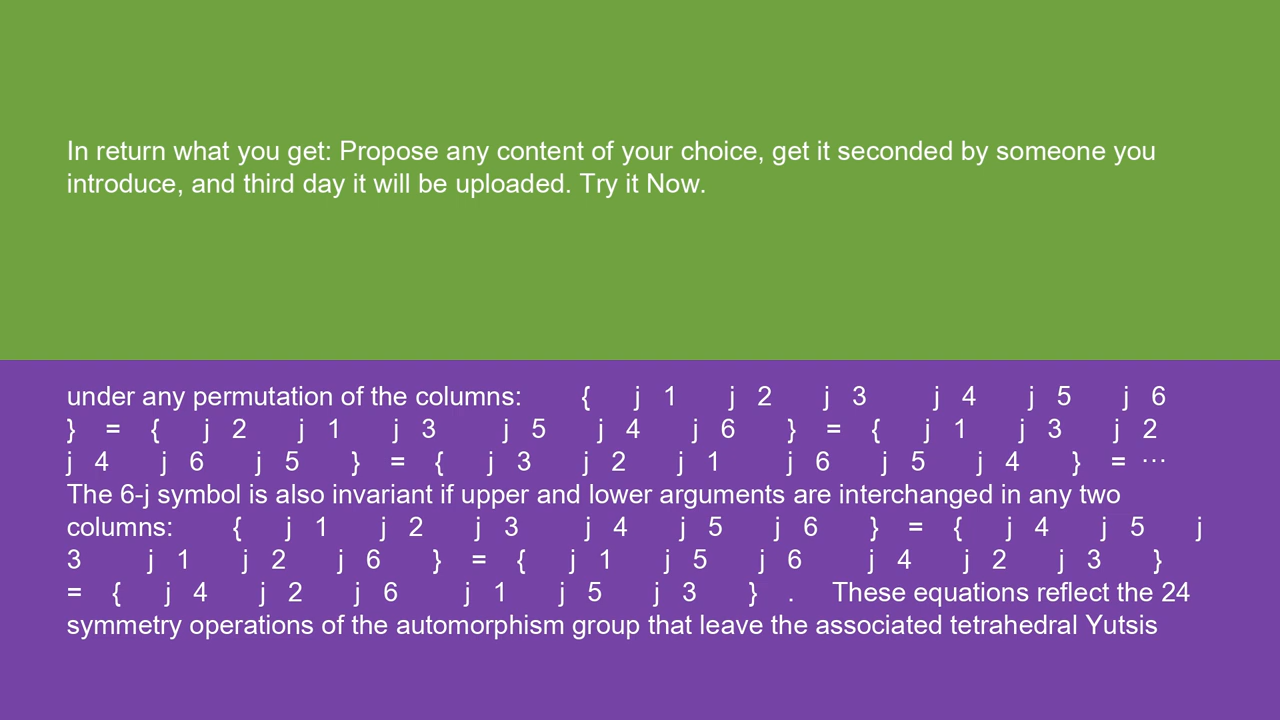 In return what you get: Propose any content of your choice, get it seconded by someone you
introduce, and third day it will be uploaded. Try it Now.
under any permutation of the columns: { j 1 j 2 j 3 j 4 j 5 j 6
} = { j 2 j 1 j 3 j 5 j 4 j 6 } = { j 1 j 3 j 2
j 4 j 6 j 5 } = { j 3 j 2 j 1 j 6 j 5 j 4 } = ⋯
The 6-j symbol is also invariant if upper and lower arguments are interchanged in any two
columns: { j 1 j 2 j 3 j 4 j 5 j 6 } = { j 4 j 5 j
3 j 1 j 2 j 6 } = { j 1 j 5 j 6 j 4 j 2 j 3 }
= { j 4 j 2 j 6 j 1 j 5 j 3 } . These equations reflect the 24
symmetry operations of the automorphism group that leave the associated tetrahedral Yutsis